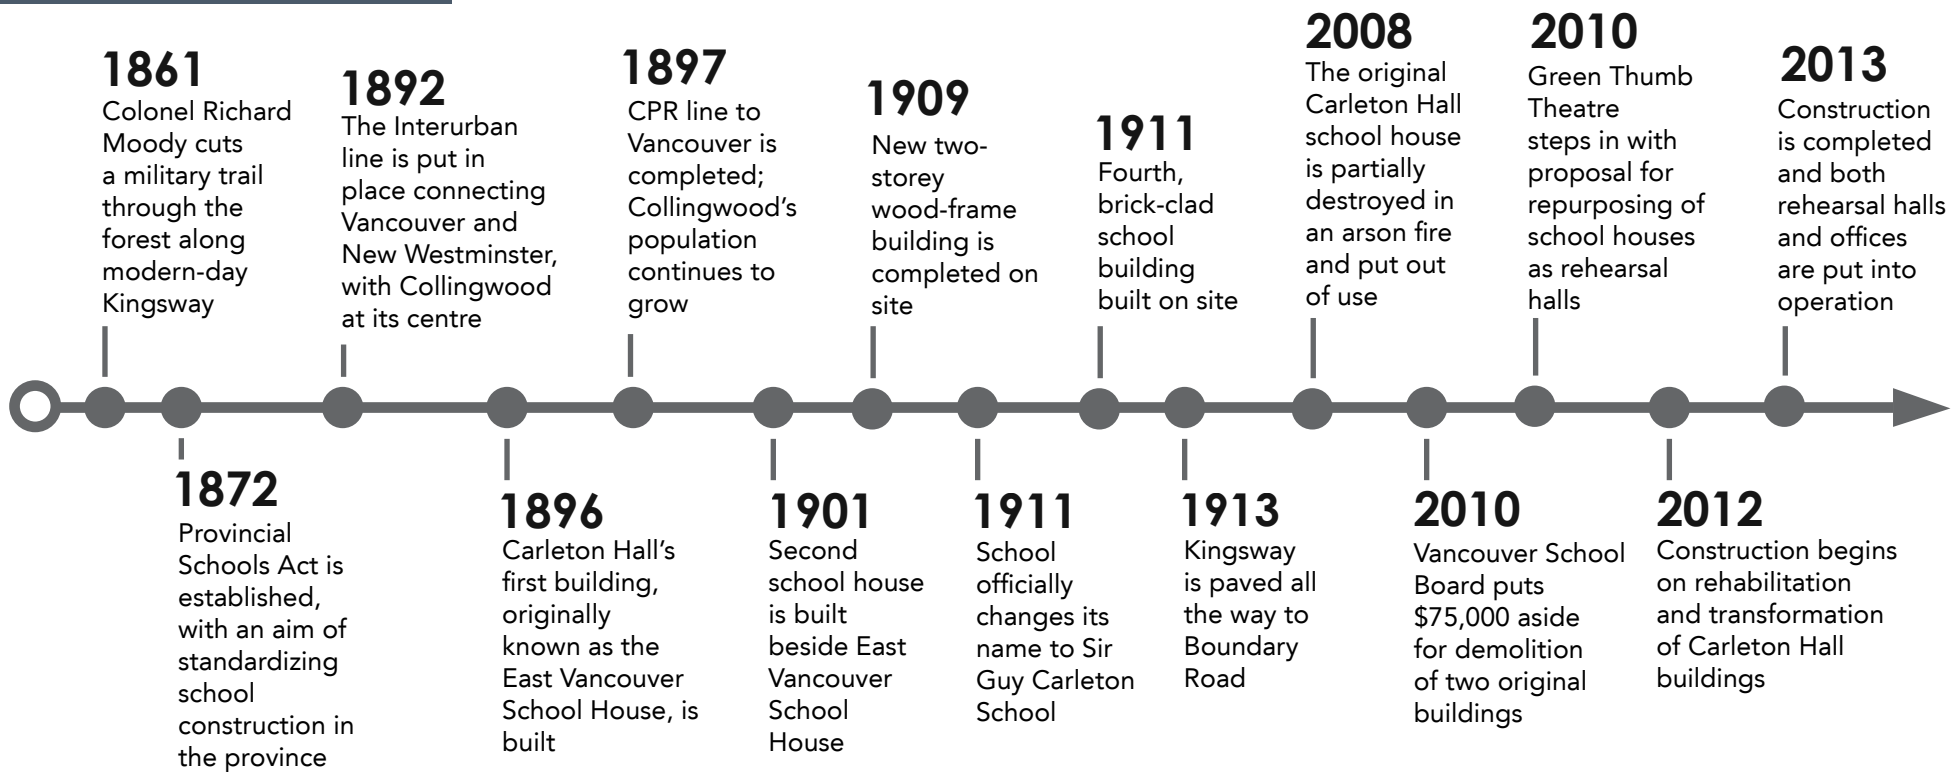 1861
Colonel Richard
Moody cuts
a military trail
through the
forest along
modern-day
Kingsway
1872
Provincial
Schools Act is
established,
with an aim of
standardizing
school
construction in
the province
1892
The Interurban
line is put in
place connecting
Vancouver and
New Westminster,
with Collingwood
at its centre
1896
Carleton Hall's
first building,
originally
known as the
East Vancouver
School House, is
built
1897
CPR line to
Vancouver is
completed;
Collingwood's
population
continues to
grow
1901
Second
school house
is built
beside East
Vancouver
School
House
1909
New two-
storey
wood-frame
building is
completed on
site
1911
School
officially
changes its
name to Sir
Guy Carleton
School
1911
Fourth,
brick-clad
school
building
built on site
1913
Kingsway
is paved all
the way to
Boundary
Road
2008
The original
Carleton Hall
school house
is partially
destroyed in
an arson fire
and put out
of use
2010
Vancouver School
Board puts
$75,000 aside
for demolition
of two original
buildings
2010
Green Thumb
Theatre
steps in with
proposal for
repurposing of
school houses
as rehearsal
halls
2012
Construction begins
on rehabilitation
and transformation
of Carleton Hall
buildings
2013
Construction
is completed
and both
rehearsal halls
and offices
are put into
operation